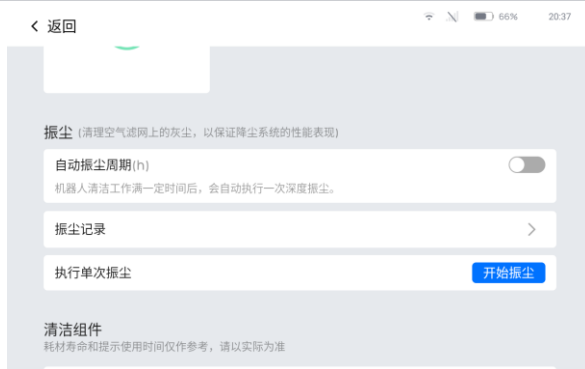 返回
66%
20:37
振尘 (清理空气滤网上的灰尘，以保证降尘系统的性能表现)
自动振尘周期(h)
机器人清洁工作满一定时间后，会自动执行一次深度振尘。
振尘记录
执行单次振尘
开始振尘
清洁组件
耗材寿命和提示使用时间仅作参考，请以实际为准